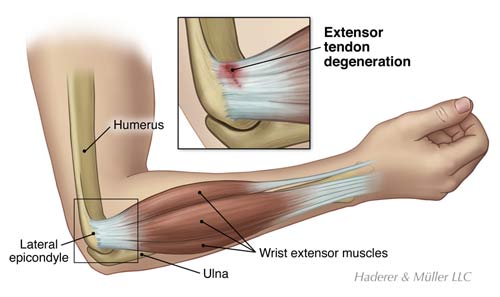 Extensor
tendon
degeneration
Humerus
Lateral
epicondyle
Ulna
Wrist extensor muscles
Haderer & Müller LLC